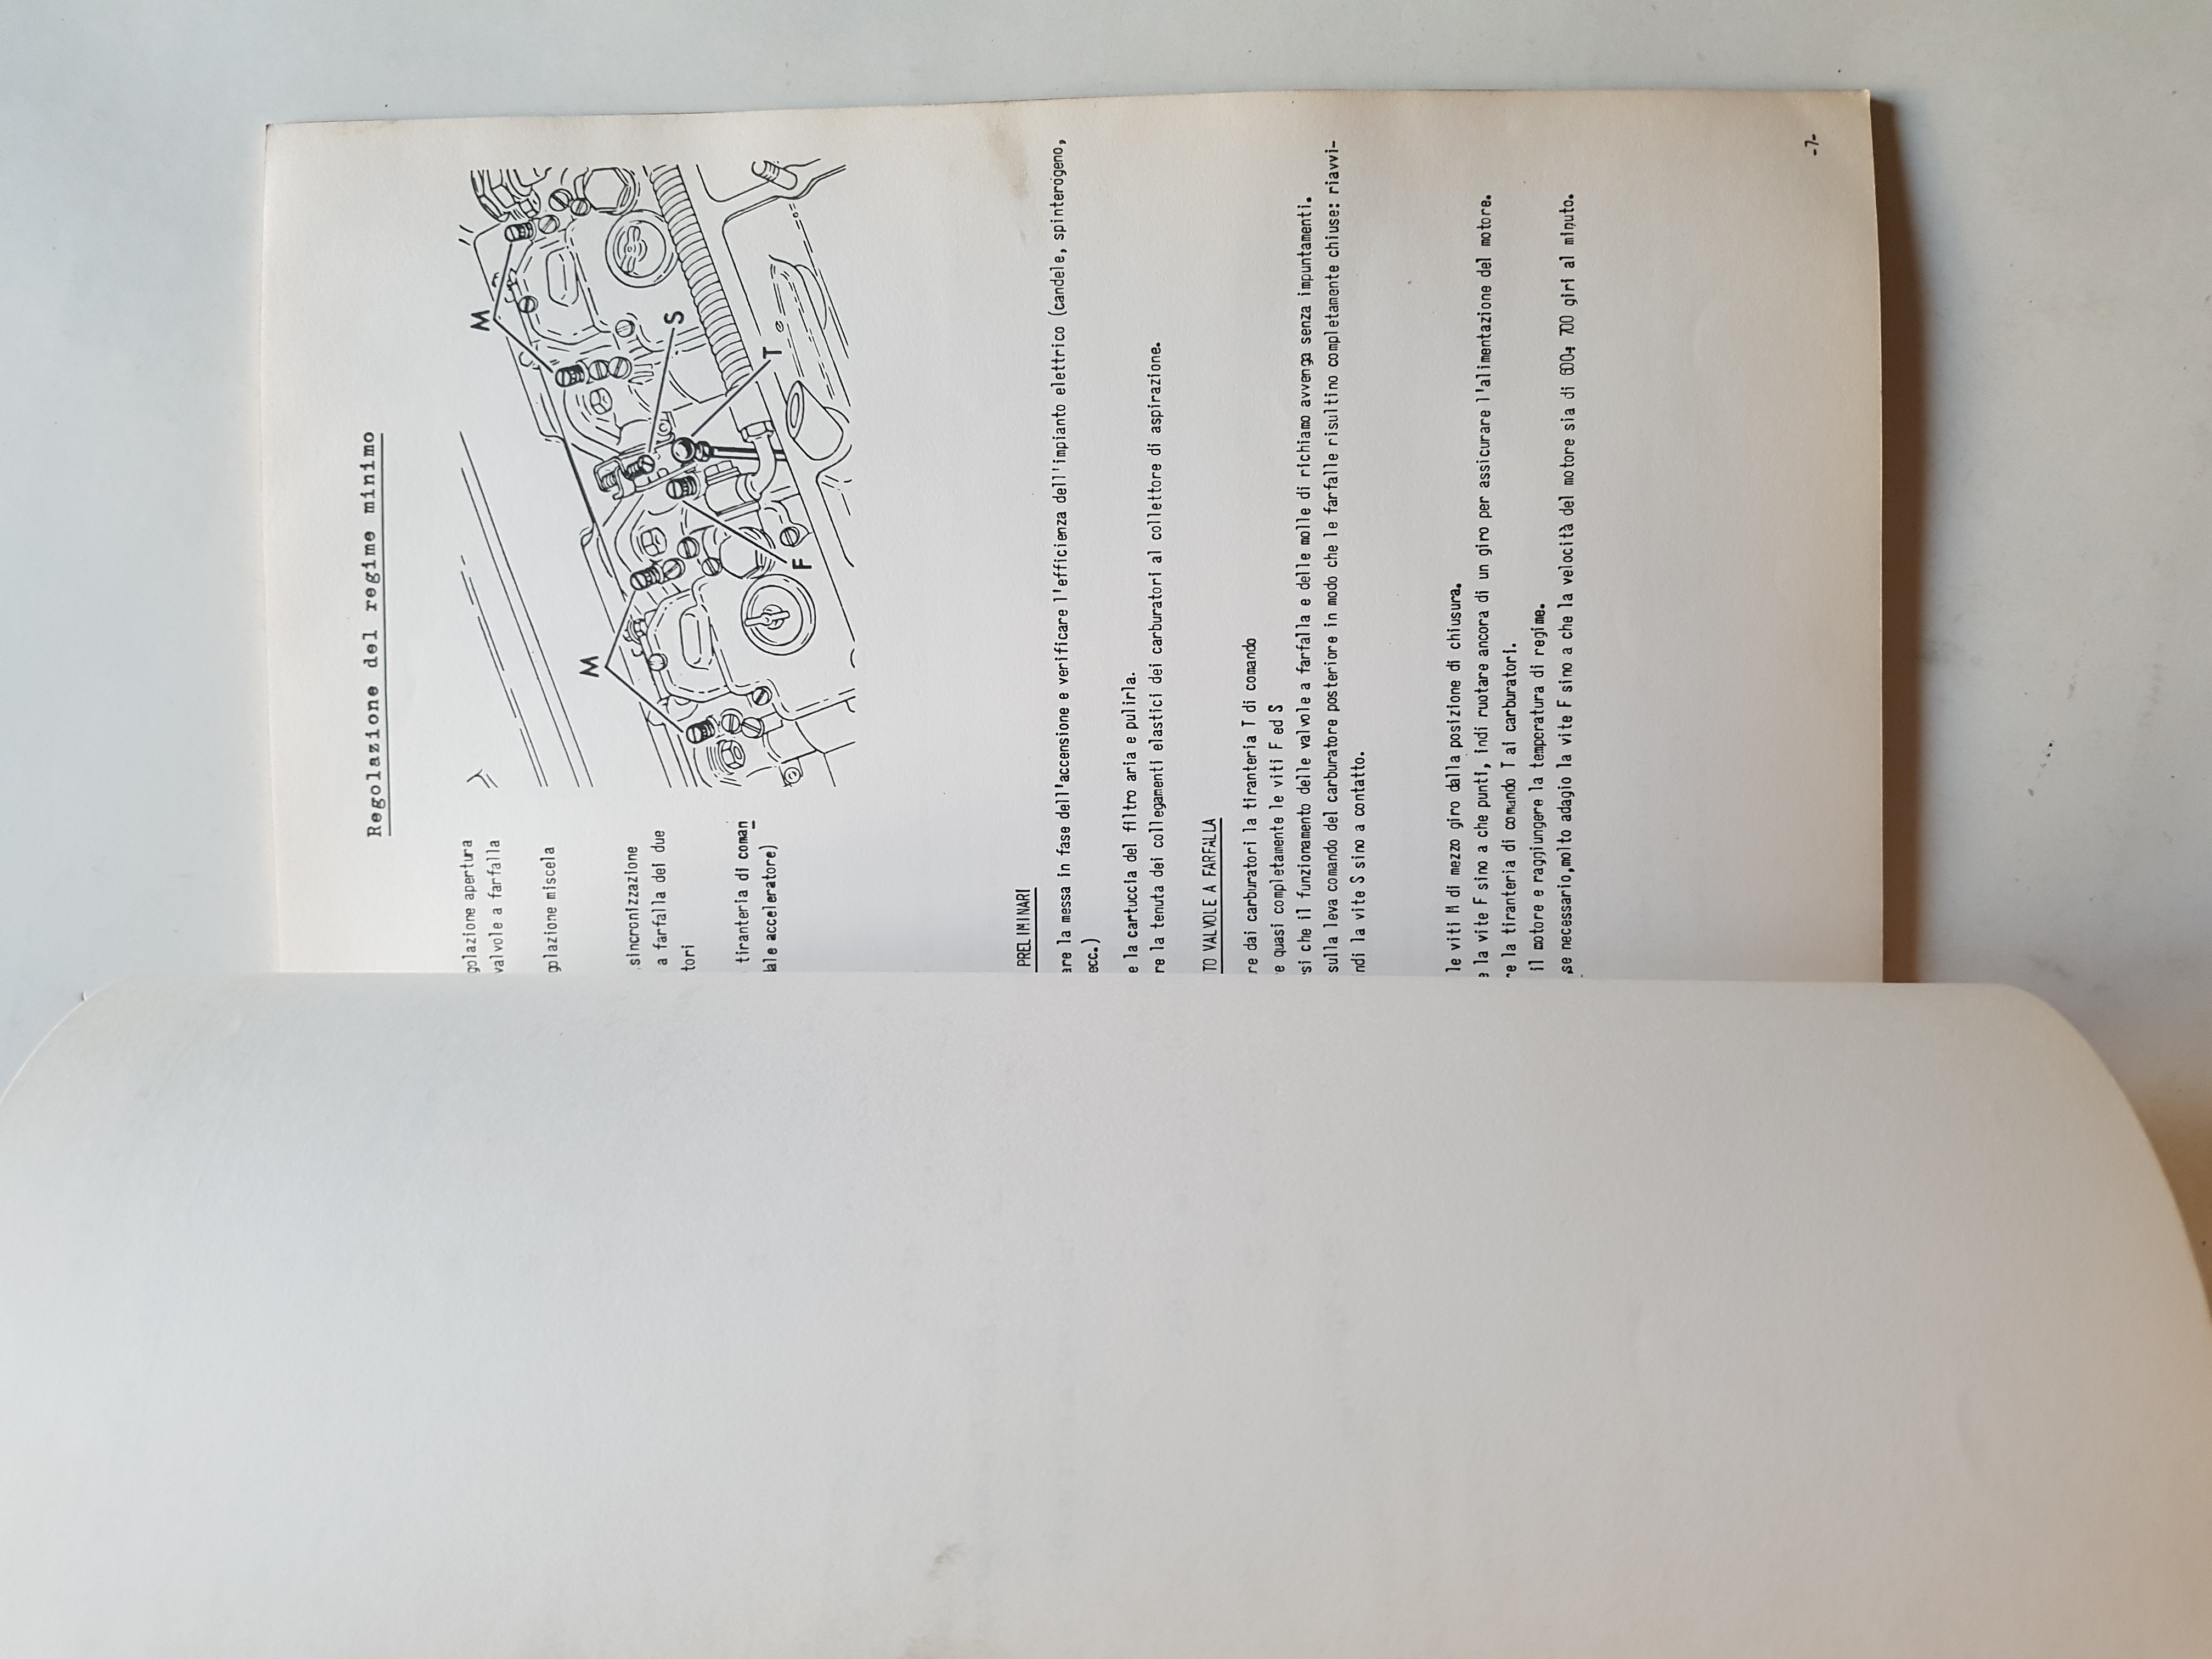 Regolazione del regime minimo
golazione apertura
valvole a farfalla
golazione miscela
sincronizzazione
a farfalla dei due
tori
tiranteria di coman
ale acceleratore)
M
M
S
T
F
PRELIMINARI
are la messa in fase dell'accensione e verificare l'efficienza dell'impianto elettrico (candele, spinterogeno,
ecc.)
e la cartuccia del filtro aria e pulirla.
re la tenuta dei collegamenti elastici dei carburatori al collettore di aspirazione.
TO VALVOLE A FARFALLA
re dai carburatori la tiranteria T di comando
e quasi completamente le viti F ed S
si che il funzionamento delle valvole a farfalla e delle molle di richiamo avvenga senza impuntamenti.
sulla leva comando del carburatore posteriore in modo che le farfalle risultino completamente chiuse: riavvi-
ndi la vite S sino a contatto.
le viti M di mezzo giro dalla posizione di chiusura.
e la vite F sino a che punti, indi ruotare ancora di un giro per assicurare l'alimentazione del motore.
re la tiranteria di comando T ai carburatori.
il motore e raggiungere la temperatura di regime.
se necessario,molto adagio la vite F sino a che la velocità del motore sia di 600÷ 700 giri al minuto.
-7-